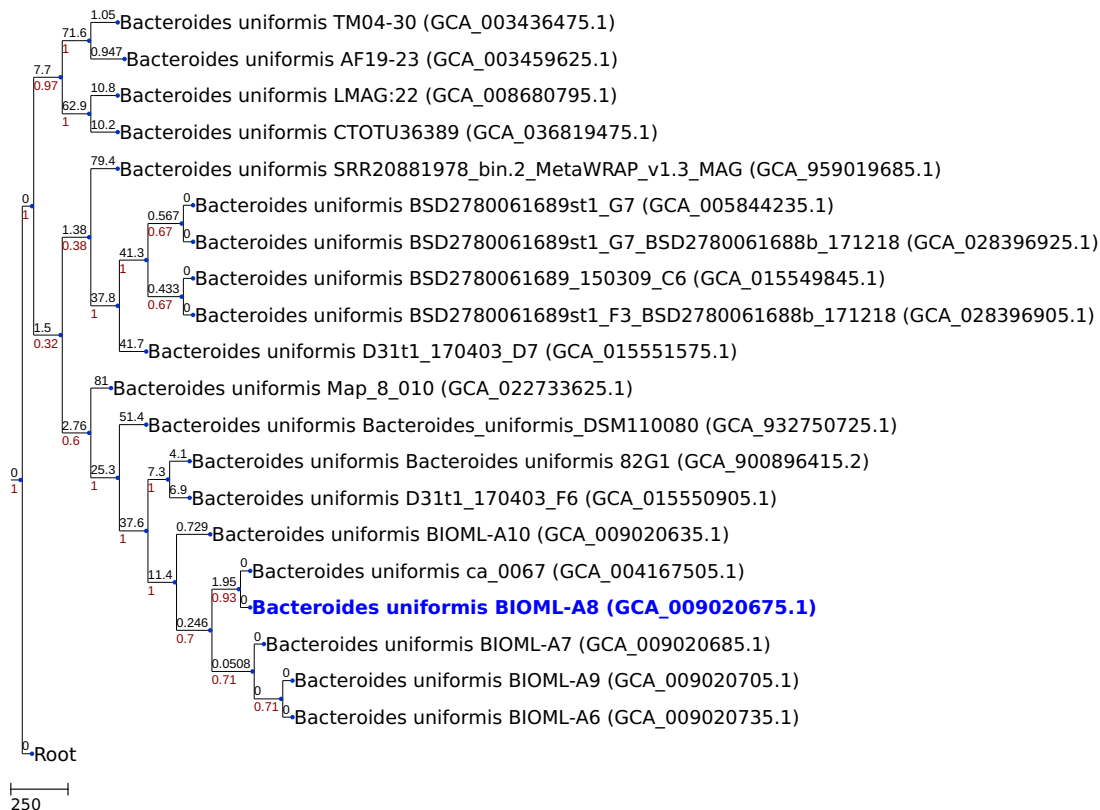 1.05
Bacteroides uniformis TM04-30 (GCA_003436475.1)
71.6
1
0.947
Bacteroides uniformis AF19-23 (GCA_003459625.1)
7.7
0.97
10.8
Bacteroides uniformis LMAG:22 (GCA_008680795.1)
62.9
1
10.2
Bacteroides uniformis CTOTU36389 (GCA_036819475.1)
79.4
Bacteroides uniformis SRR20881978_bin.2_MetaWRAP_v1.3_MAG (GCA_959019685.1)
0
1
0
Bacteroides uniformis BSD2780061689st1_G7 (GCA_005844235.1)
0.567
0.67
0
Bacteroides uniformis BSD2780061689st1_G7_BSD2780061688b_171218 (GCA_028396925.1)
1.38
0.38
41.3
1
0
Bacteroides uniformis BSD2780061689_150309_C6 (GCA_015549845.1)
0.433
0.67
0
Bacteroides uniformis BSD2780061689st1_F3_BSD2780061688b_171218 (GCA_028396905.1)
37.8
1
1.5
0.32
41.7
Bacteroides uniformis D31t1_170403_D7 (GCA_015551575.1)
81
Bacteroides uniformis Map_8_010 (GCA_022733625.1)
2.76
0.6
51.4
Bacteroides uniformis Bacteroides_uniformis_DSM110080 (GCA_932750725.1)
4.1
Bacteroides uniformis Bacteroides uniformis 82G1 (GCA_900896415.2)
0
1
25.3
1
7.3
1
6.9
Bacteroides uniformis D31t1_170403_F6 (GCA_015550905.1)
37.6
1
0.729
Bacteroides uniformis BIOML-A10 (GCA_009020635.1)
11.4
1
0
Bacteroides uniformis ca_0067 (GCA_004167505.1)
1.95
0.93
0
Bacteroides uniformis BIOML-A8 (GCA_009020675.1)
0.246
0.7
0
Bacteroides uniformis BIOML-A7 (GCA_009020685.1)
0.0508
0.71
0
Bacteroides uniformis BIOML-A9 (GCA_009020705.1)
0
0.71
0
Bacteroides uniformis BIOML-A6 (GCA_009020735.1)
0
Root
250